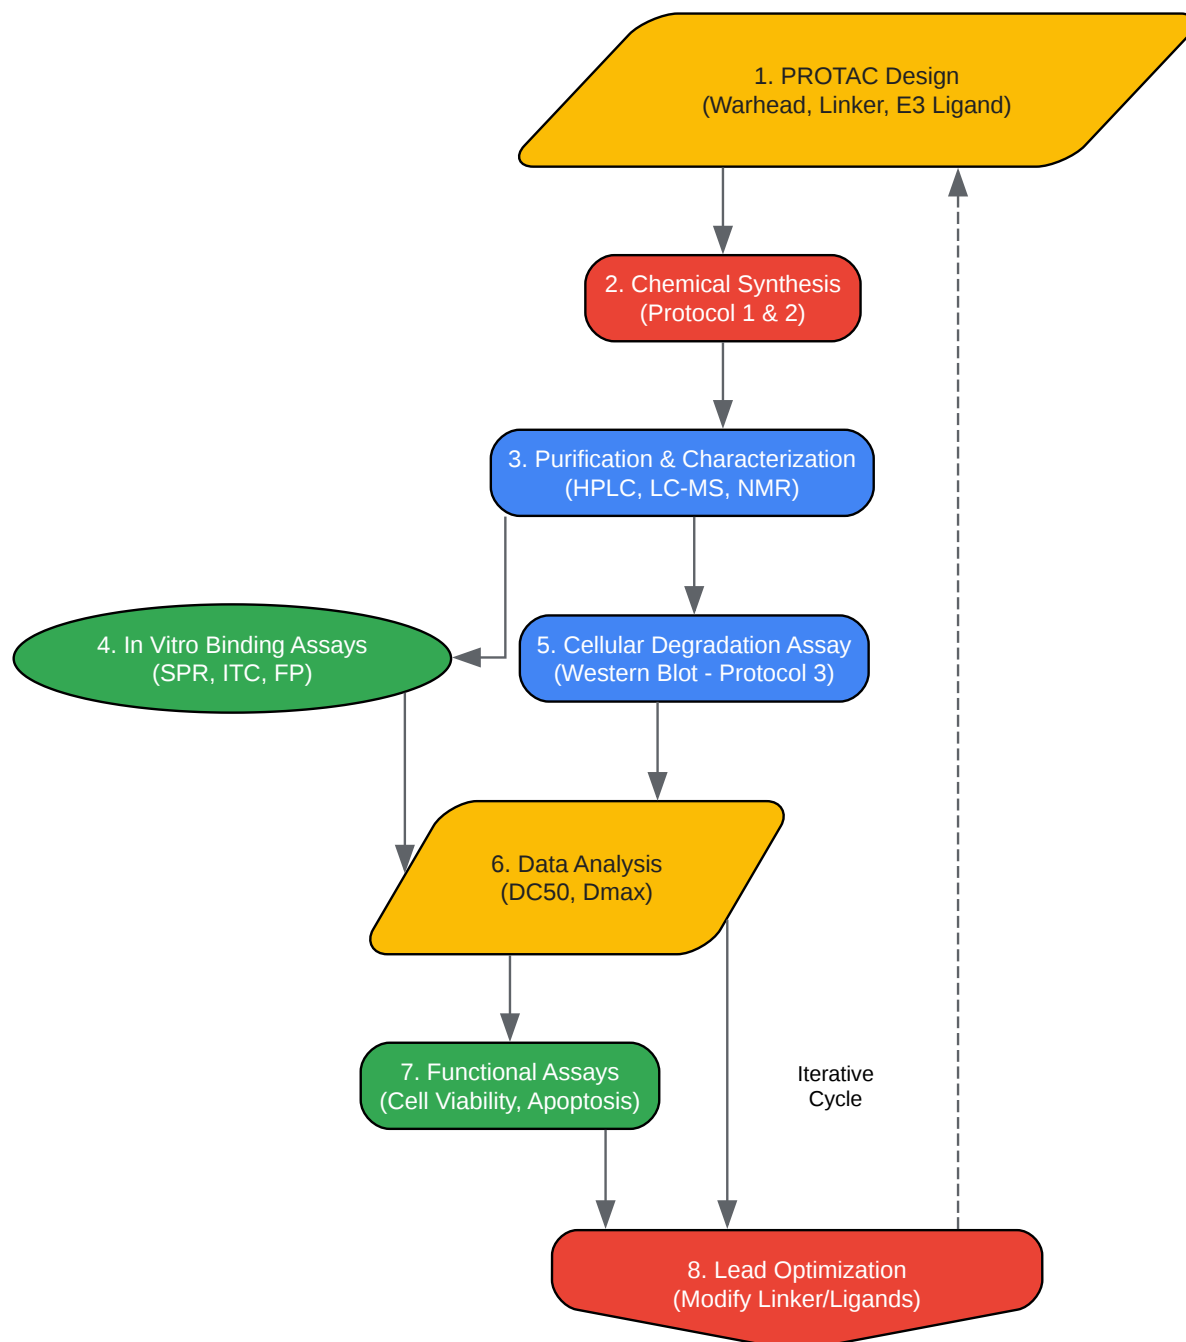 1. PROTAC Design
(Warhead, Linker, E3 Ligand)
2. Chemical Synthesis
(Protocol 1 & 2)
3. Purification & Characterization
(HPLC, LC-MS, NMR)
4. In Vitro Binding Assays
(SPR, ITC, FP)
5. Cellular Degradation Assay
(Western Blot - Protocol 3)
6. Data Analysis
(DC50, Dmax)
7. Functional Assays
(Cell Viability, Apoptosis)
Iterative
Cycle
8. Lead Optimization
(Modify Linker/Ligands)